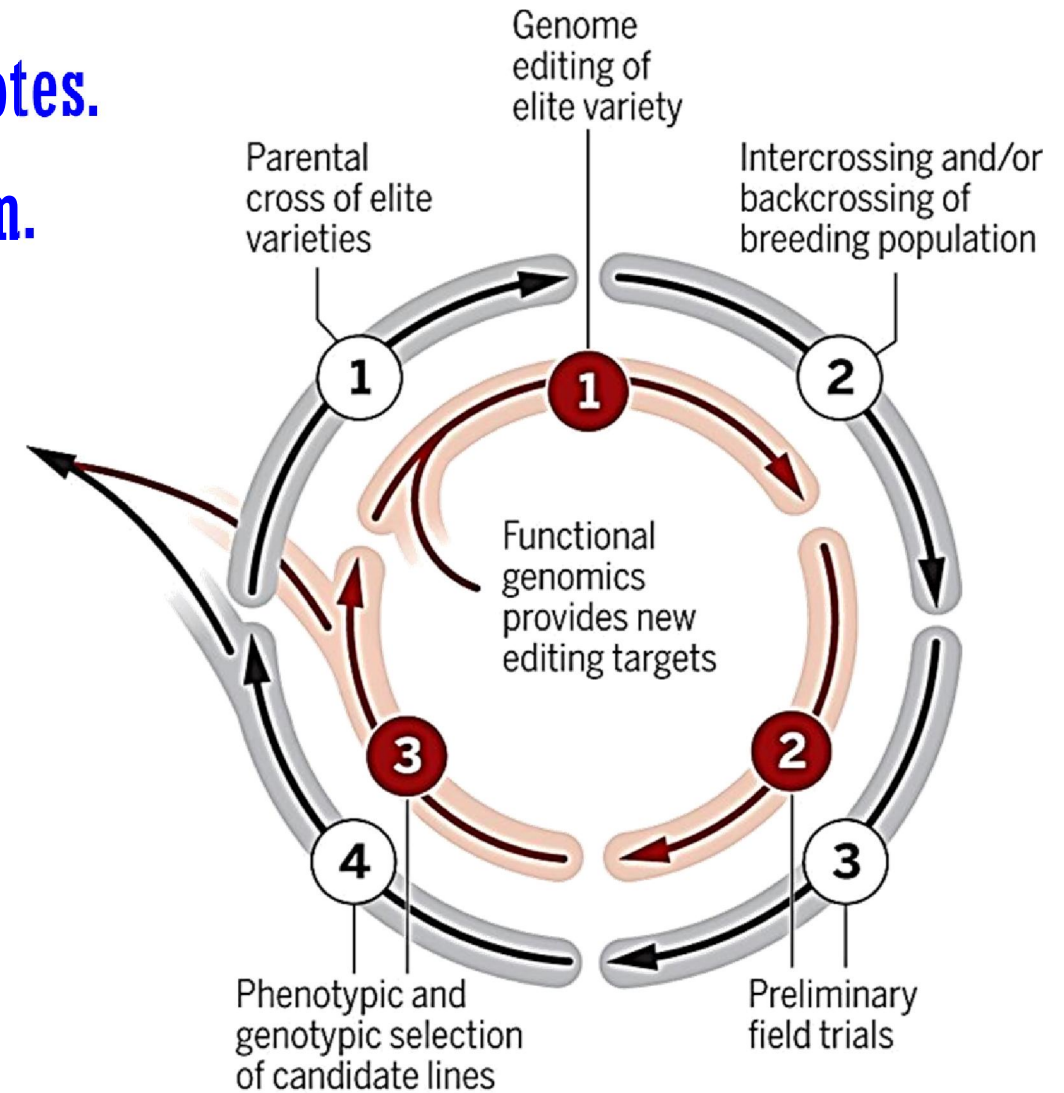 Genome
editing of
elite variety
Parental
cross of elite
varieties
Intercrossing and/or
backcrossing of
breeding population
1
1
2
Functional
genomics
provides new
editing targets
3
2
4
3
Phenotypic and
genotypic selection
of candidate lines
Preliminary
field trials